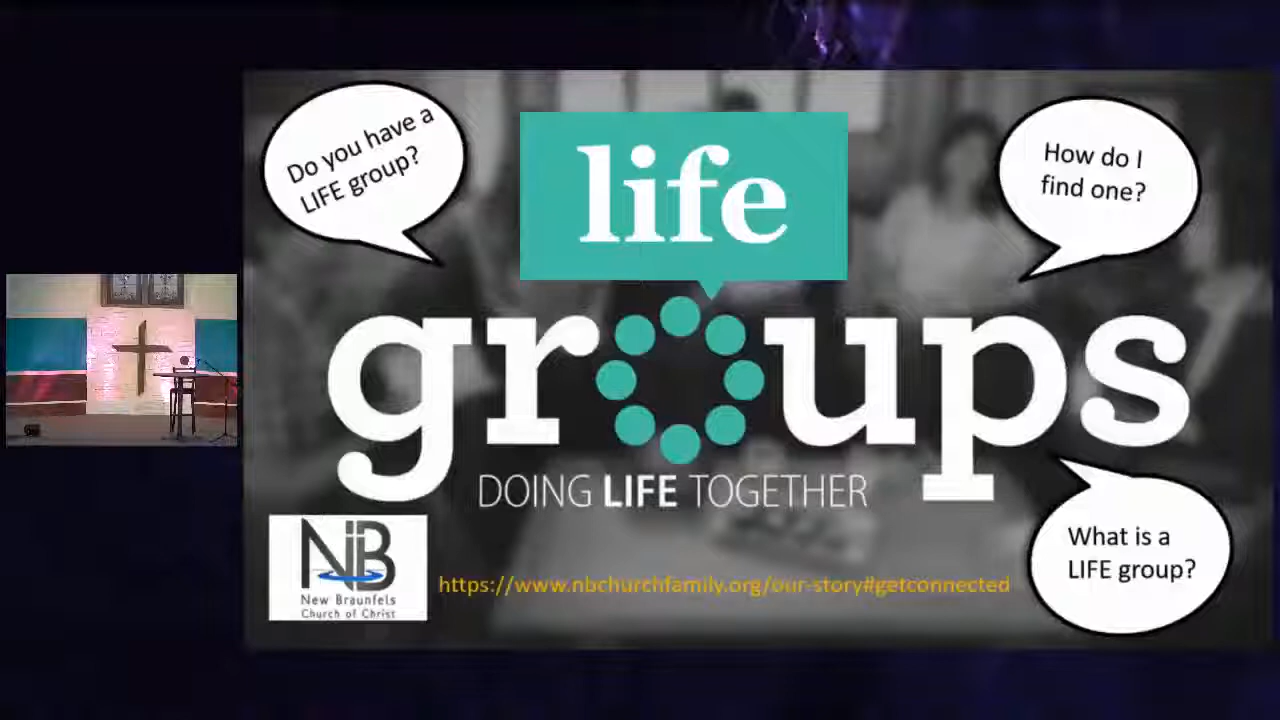 Do you have a
LIFE group?
life
How do I
find one?
groups
DOING LIFE TOGETHER
What is a
LIFE group?
NB
New Braunfels
Church of Christ
https://www.nbchurchfamily.org/our-story#getconnected